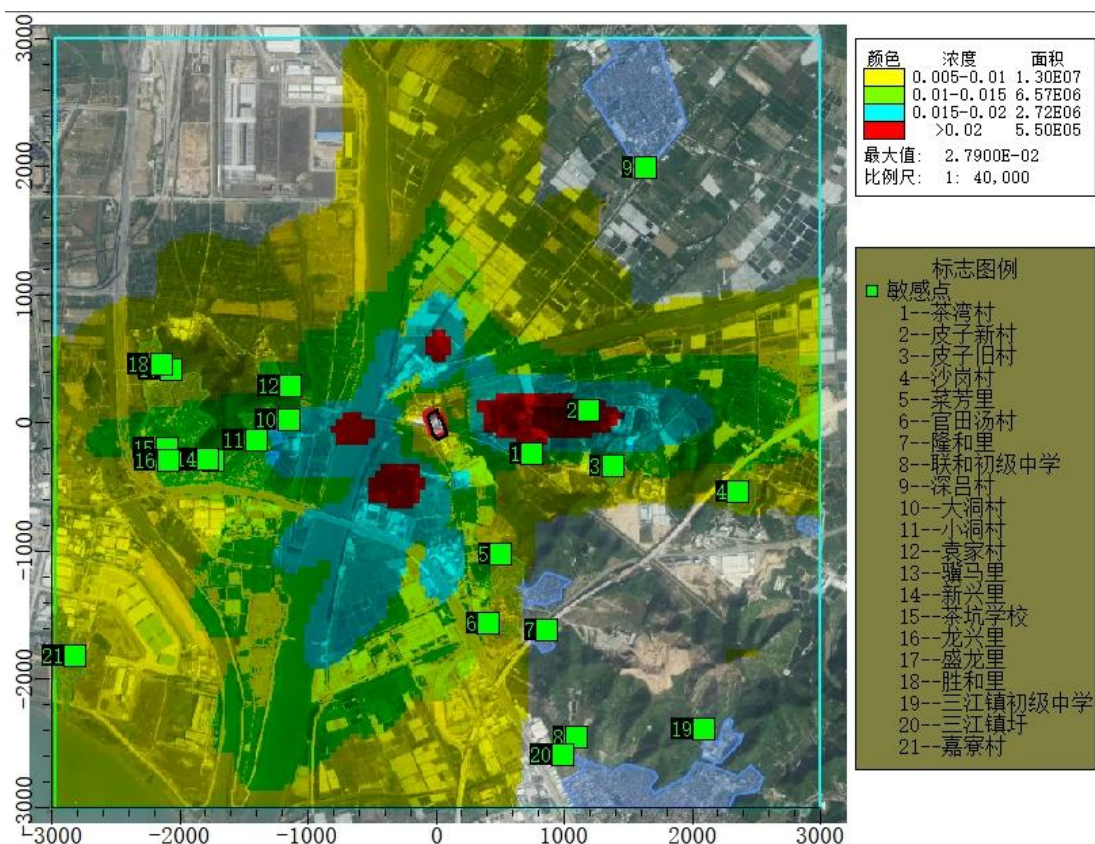 颜色 浓度 面积
0.005-0.01 1.30E07
0.01-0.015 6.57E06
0.015-0.02 2.72E06
>0.02 5.50E05
最大值: 2.7900E-02
比例尺: 1: 40,000
标志图例
敏感点
1--茶湾村
2--皮子新村
3--皮子旧村
4--沙岗村
5--菜芳里
6--官田汤村
7--隆和里
8--联和初级中学
9--深吕村
10--大洞村
11--小洞村
12--袁家村
13--骥马里
14--新兴里
15--茶坑学校
16--龙兴里
17--盛龙里
18--胜和里
19--三江镇初级中学
20--三江镇圩
21--嘉寮村
3000
2000
1000
0
-1000
-2000
-3000
-3000 -2000 -1000 0 1000 2000 3000
9
18
12
10
2
11
1
15
14
16
3
4
5
6
7
21
8
19
20